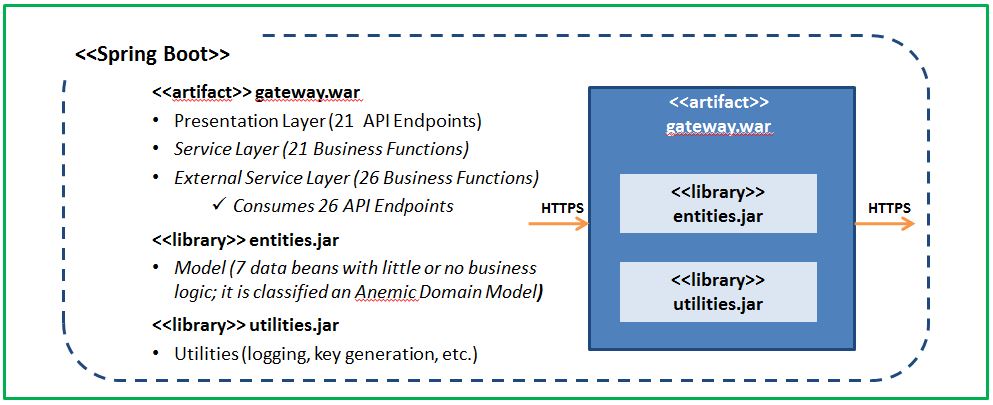 <<Spring Boot>>
<<artifact>> gateway.war
• Presentation Layer (21 API Endpoints)
• Service Layer (21 Business Functions)
• External Service Layer (26 Business Functions)
✓ Consumes 26 API Endpoints
<<library>> entities.jar
• Model (7 data beans with little or no business
logic; it is classified an Anemic Domain Model)
<<library>> utilities.jar
• Utilities (logging, key generation, etc.)
HTTPS
<<artifact>>
gateway.war
<<library>>
entities.jar
<<library>>
utilities.jar
HTTPS